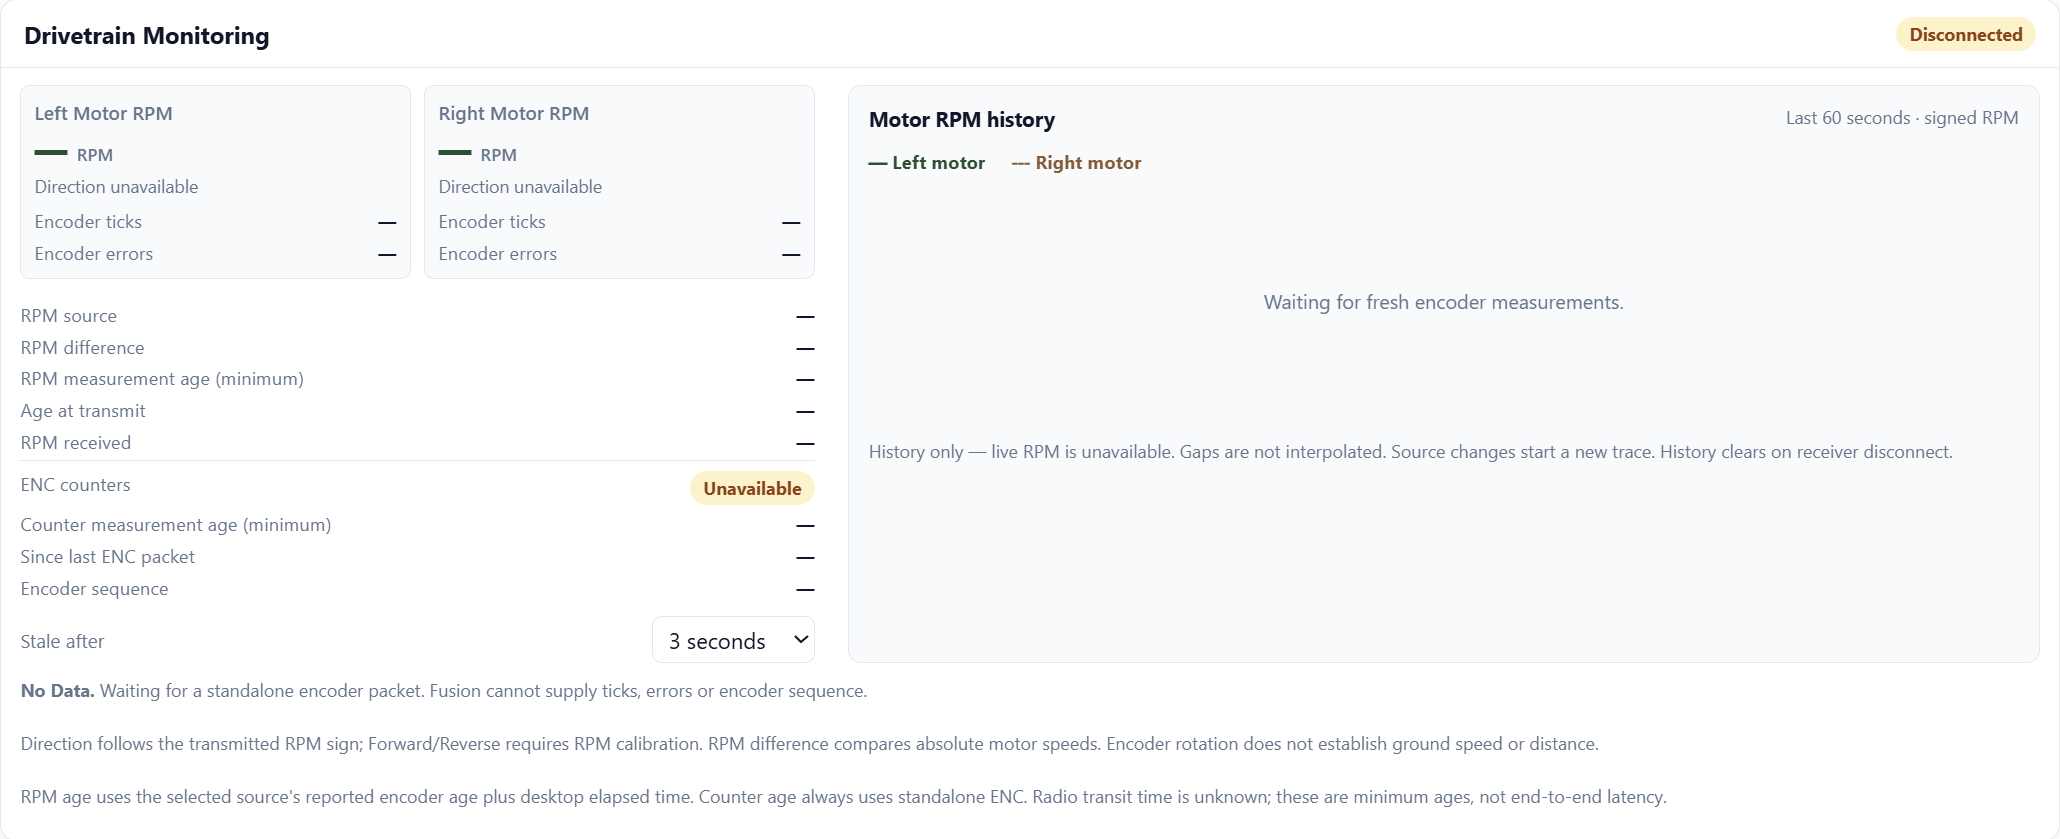 Drivetrain Monitoring
Disconnected
Left Motor RPM
— RPM
Direction unavailable
Encoder ticks —
Encoder errors —
Right Motor RPM
— RPM
Direction unavailable
Encoder ticks —
Encoder errors —
RPM source —
RPM difference —
RPM measurement age (minimum) —
Age at transmit —
RPM received —
ENC counters Unavailable
Counter measurement age (minimum) —
Since last ENC packet —
Encoder sequence —
Stale after 3 seconds
Motor RPM history
Last 60 seconds · signed RPM
— Left motor --- Right motor
Waiting for fresh encoder measurements.
History only — live RPM is unavailable. Gaps are not interpolated. Source changes start a new trace. History clears on receiver disconnect.
No Data. Waiting for a standalone encoder packet. Fusion cannot supply ticks, errors or encoder sequence.
Direction follows the transmitted RPM sign; Forward/Reverse requires RPM calibration. RPM difference compares absolute motor speeds. Encoder rotation does not establish ground speed or distance.
RPM age uses the selected source's reported encoder age plus desktop elapsed time. Counter age always uses standalone ENC. Radio transit time is unknown; these are minimum ages, not end-to-end latency.